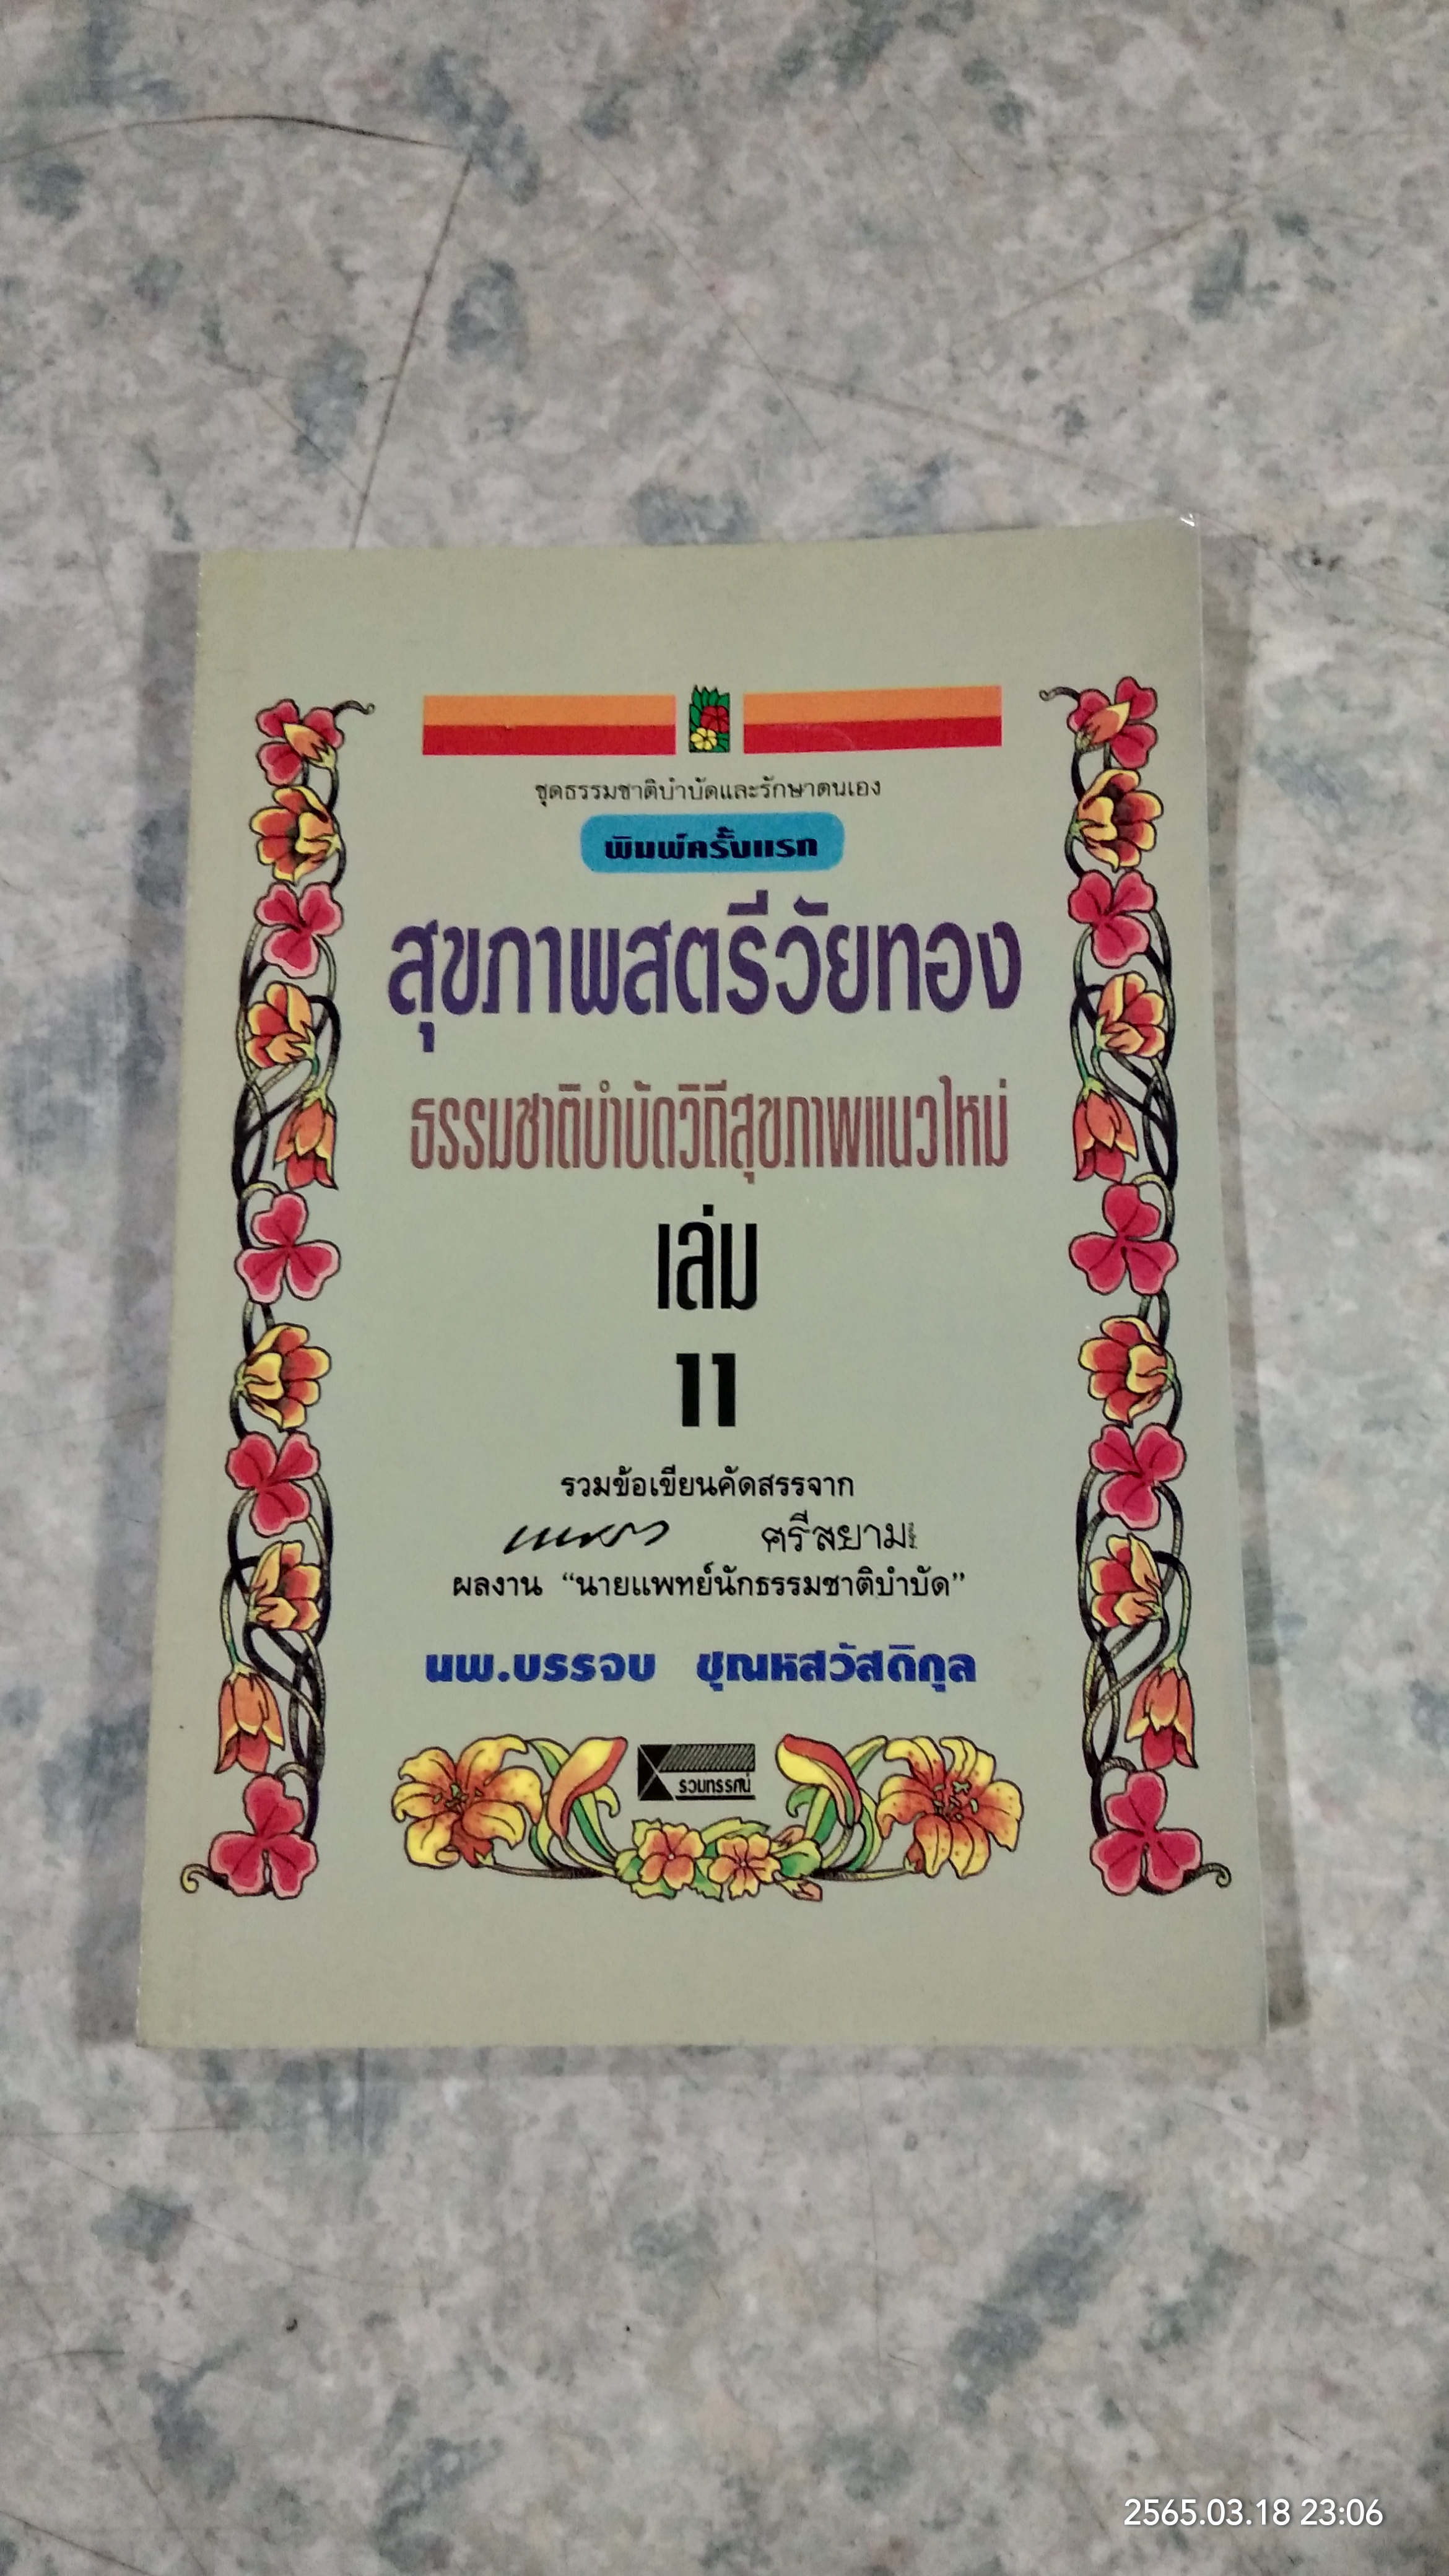 ชุดธรรมชาติบำบัดและรักษาตนเอง
พิมพ์ครั้งแรก
สุขภาพสตรีวัยทอง
ธรรมชาติบำบัดวิถีสุขภาพแนวใหม่
เล่ม
11
รวมข้อเขียนคัดสรรจาก
แพรว ศรีสยาม
ผลงาน “นายแพทย์นักธรรมชาติบำบัด”
นพ.บรรจบ ชุณหสวัสดิกุล
รวมทรรศน์
2565.03.18 23:06